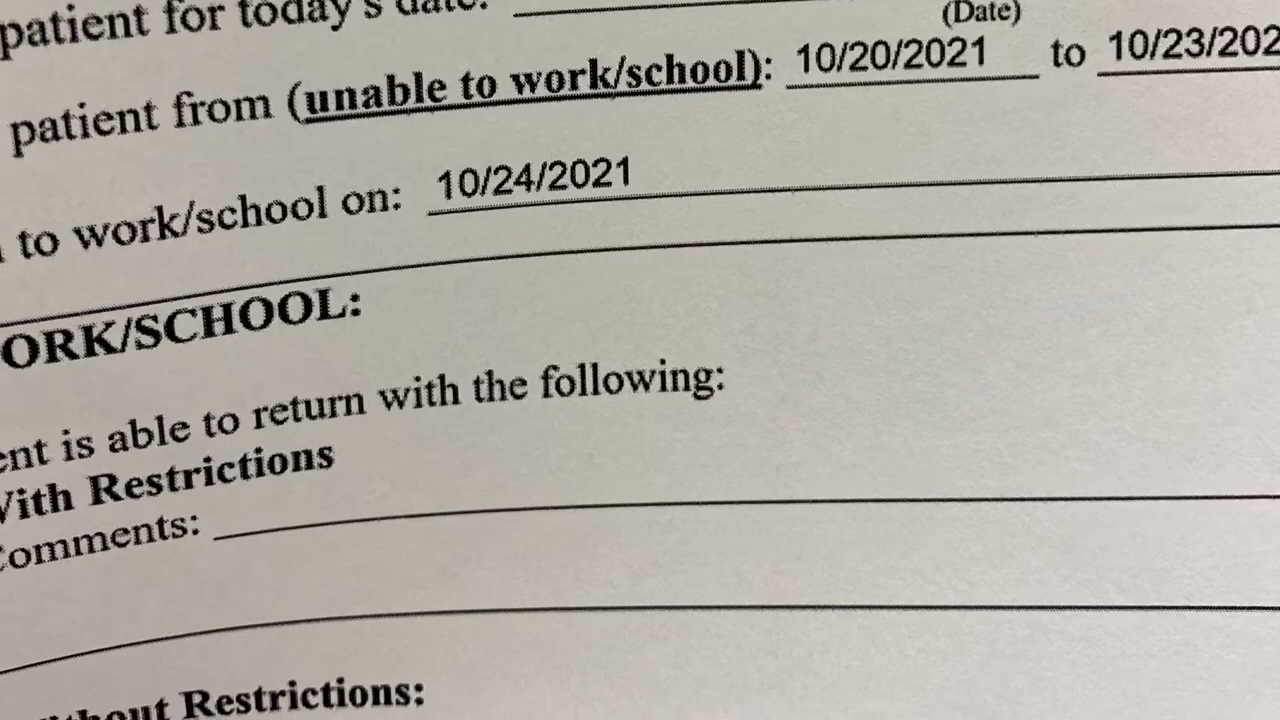 patient for today's date:
(Date)
patient from (unable to work/school): 10/20/2021 to 10/23/202
to work/school on: 10/24/2021
ORK/SCHOOL:
ent is able to return with the following:
With Restrictions
Comments:
thout Restrictions: